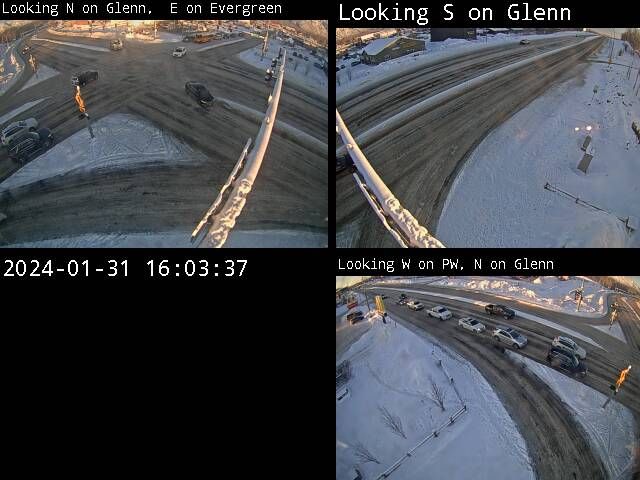 Looking N on Glenn,  E on Evergreen
Looking S on Glenn
2024-01-31 16:03:37
Looking W on PW, N on Glenn